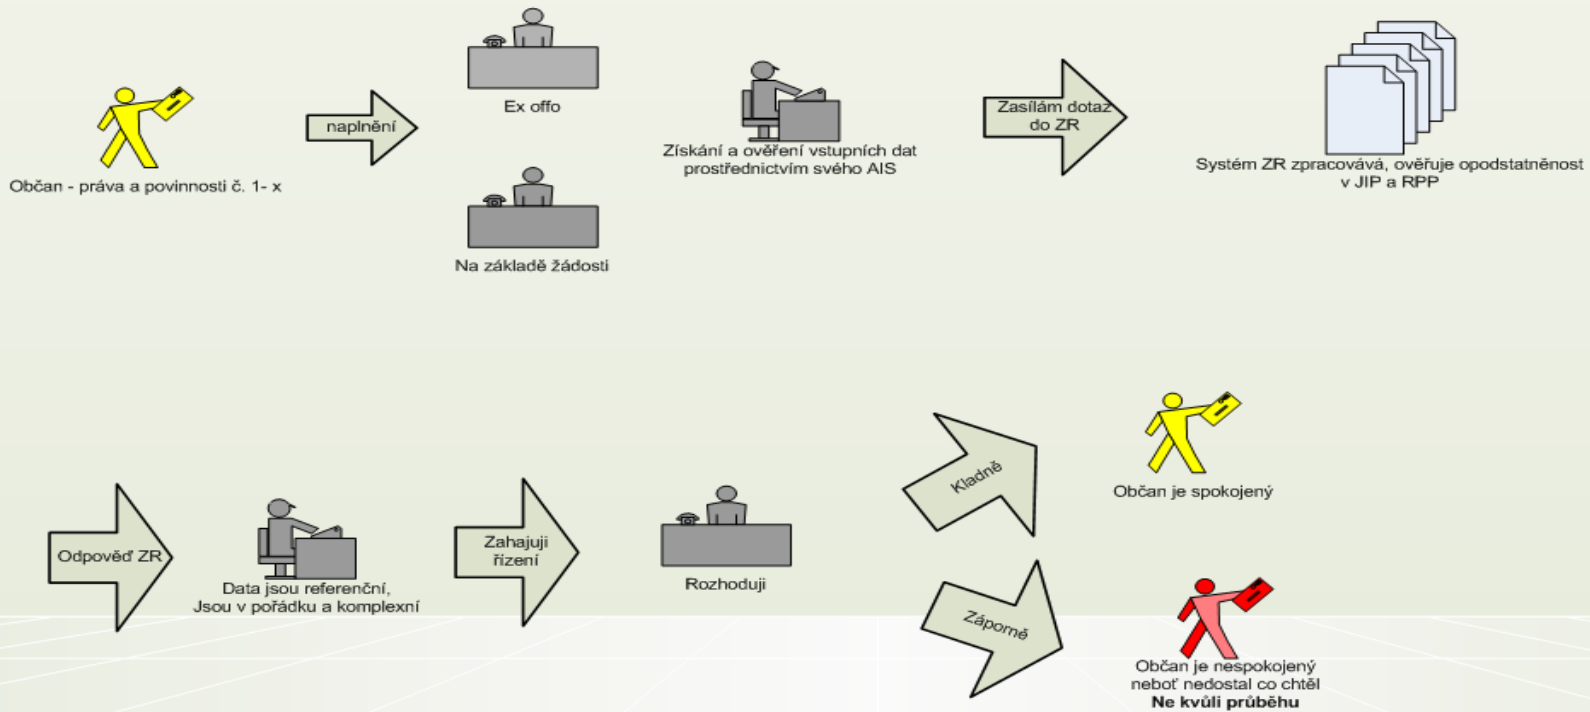 Občan - práva a povinnosti č. 1- x
naplnění
Ex offo
Na základě žádosti
Získání a ověření vstupních dat
prostřednictvím svého AIS
Zasílám dotaz
do ZR
Systém ZR zpracovává, ověřuje opodstatněnost
v JIP a RPP
Odpověď ZR
Data jsou referenční,
Jsou v pořádku a komplexní
Zahajuji
řízení
Rozhoduji
Kladně
Občan je spokojený
Záporně
Občan je nespokojený
neboť nedostal co chtěl
Ne kvůli průběhu